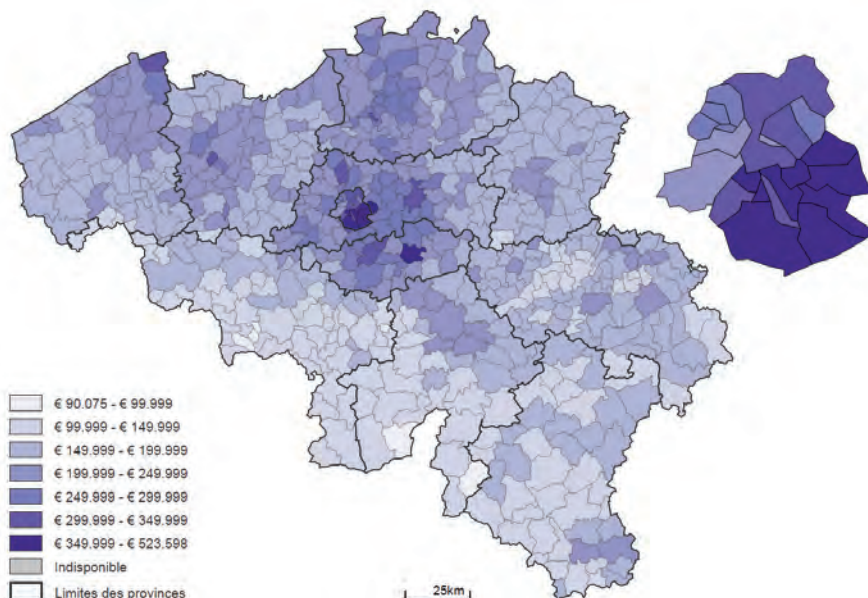 € 90.075 - € 99.999
€ 99.999 - € 149.999
€ 149.999 - € 199.999
€ 199.999 - € 249.999
€ 249.999 - € 299.999
€ 299.999 - € 349.999
€ 349.999 - € 523.598
Indisponible
Limites des provinces
25km